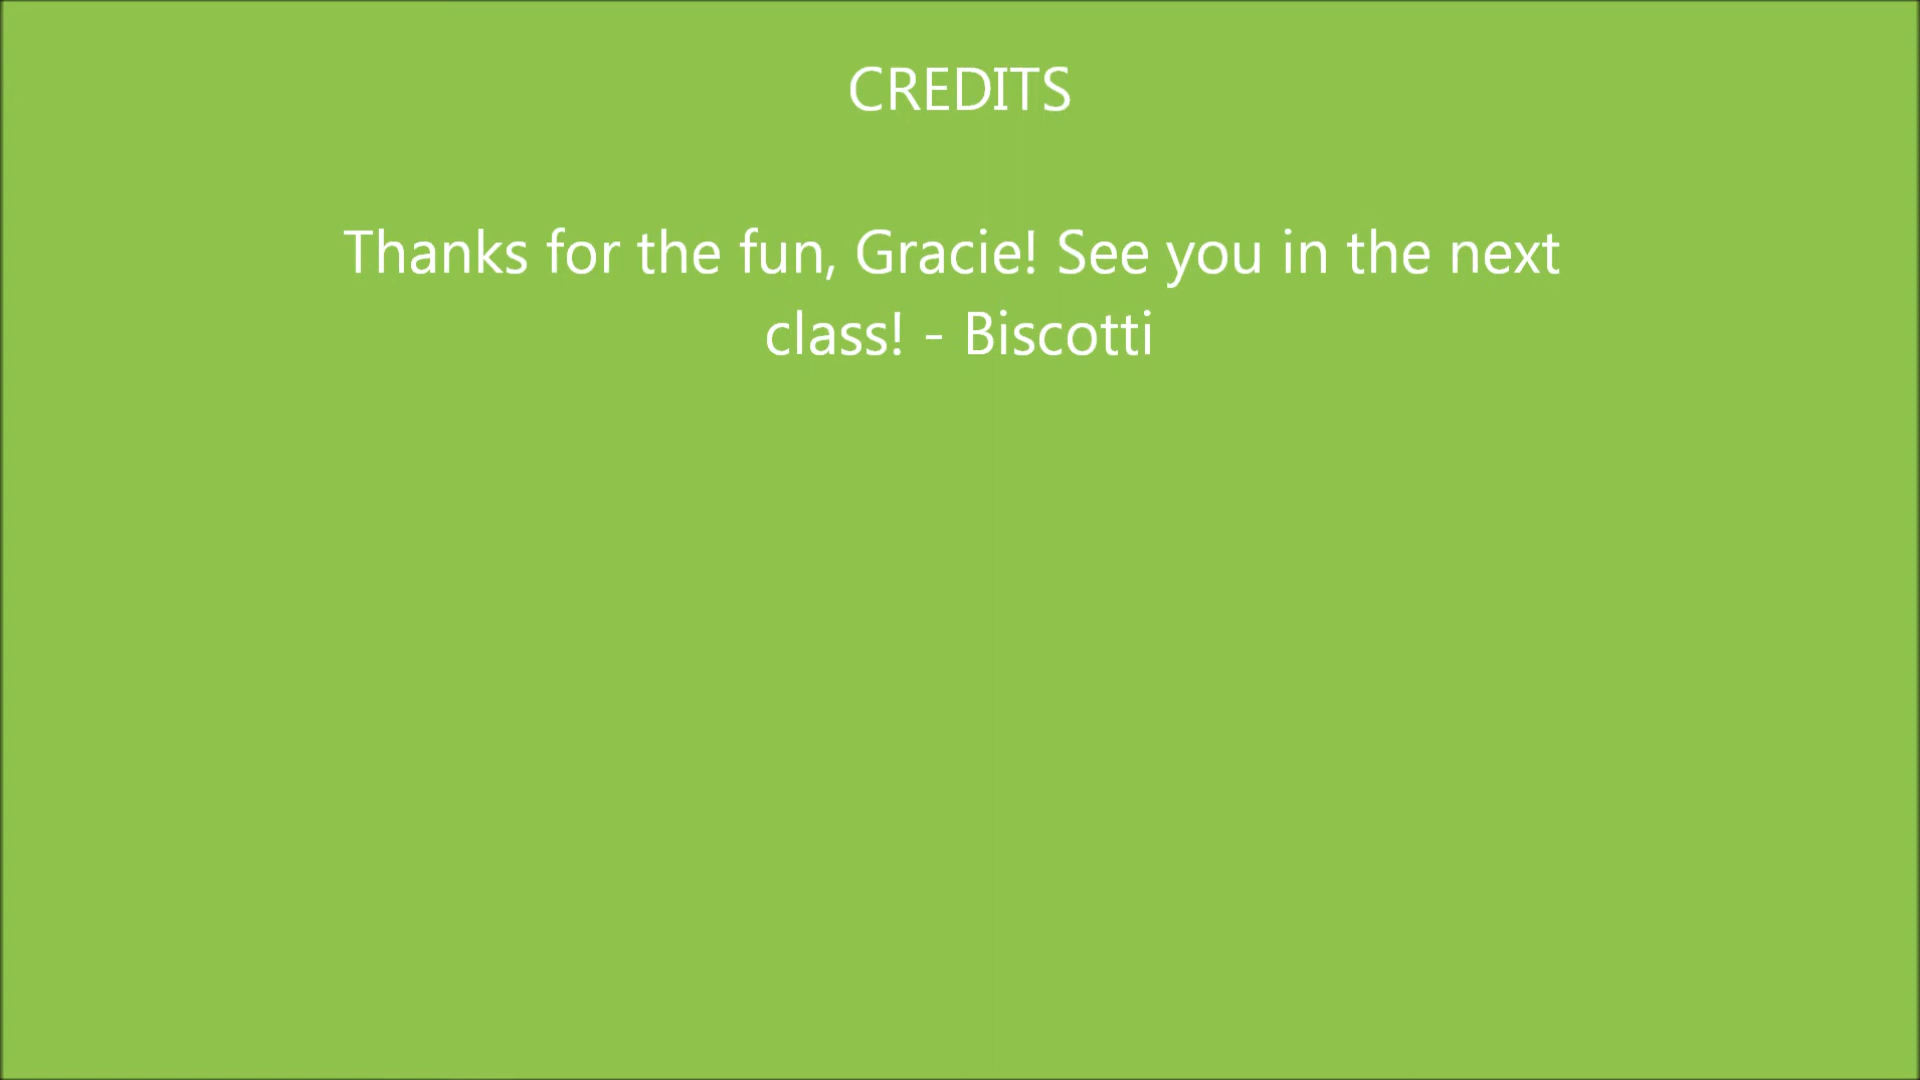 CREDITS
Thanks for the fun, Gracie! See you in the next
class! - Biscotti